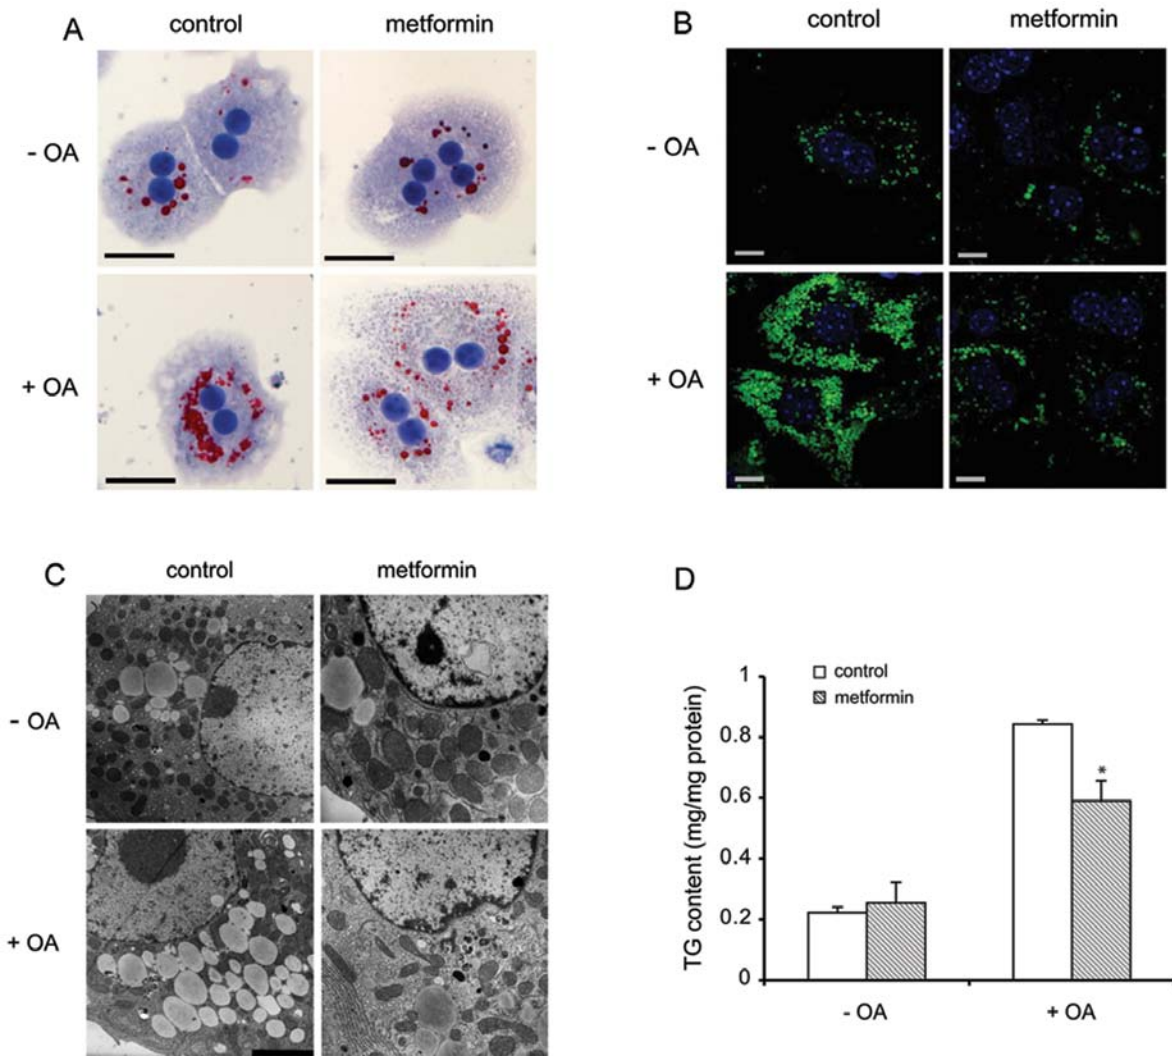 A
control
metformin
- OA
+ OA
B
control
metformin
- OA
+ OA
C
control
metformin
- OA
+ OA
D
control
metformin
TG content (mg/mg protein)
1
0.8
0.6
0.4
0.2
0
*
- OA
+ OA